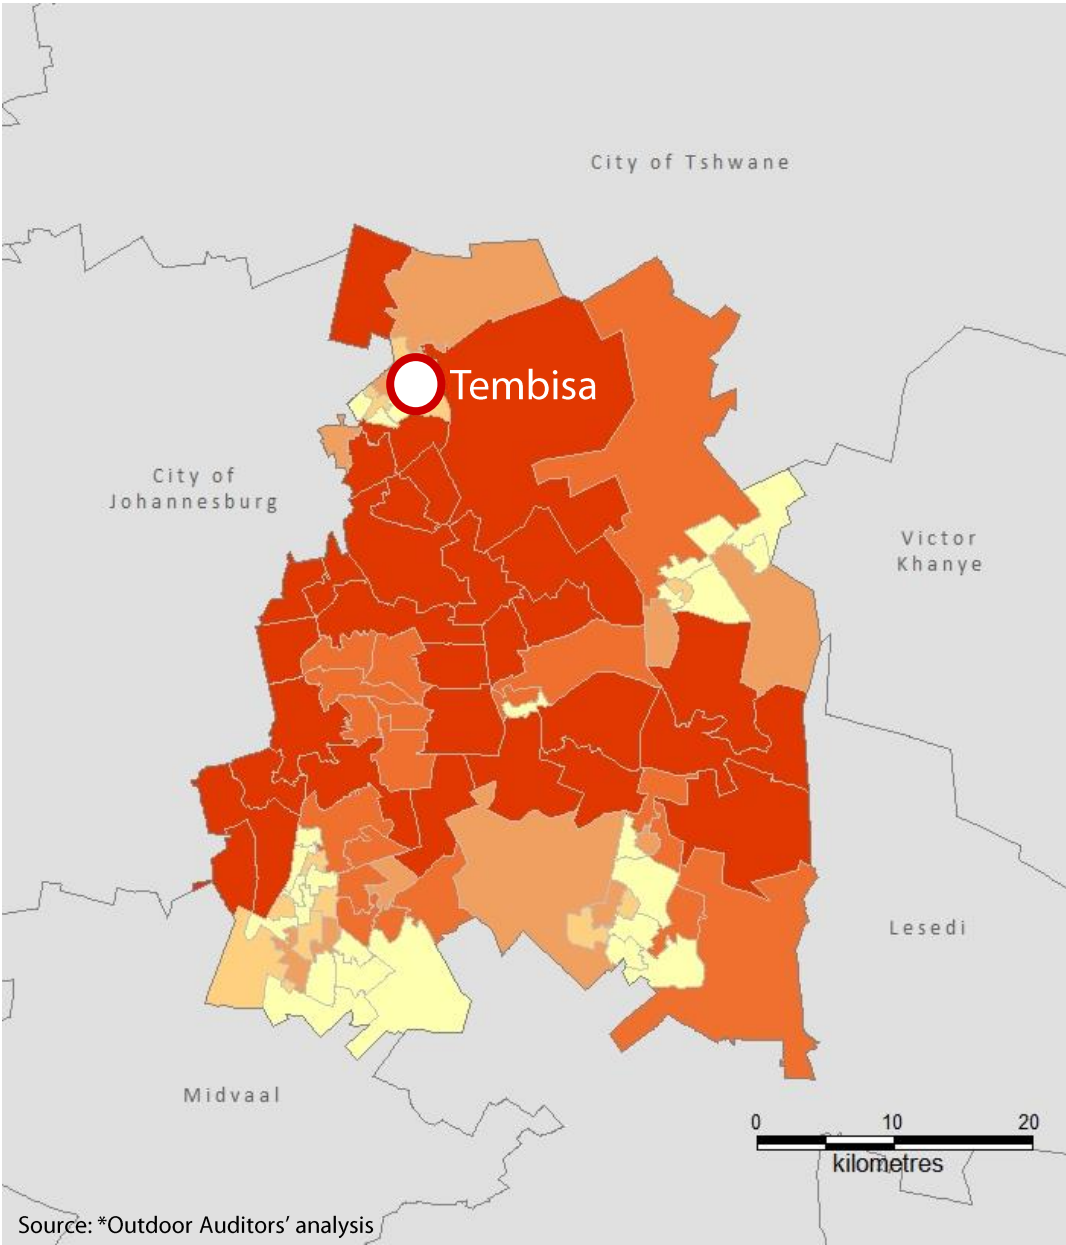 City of Tshwane
Tembisa
City of
Johannesburg
Victor
Khanye
Lesedi
Midvaal
0 10 20
kilometres
Source: *Outdoor Auditors’ analysis